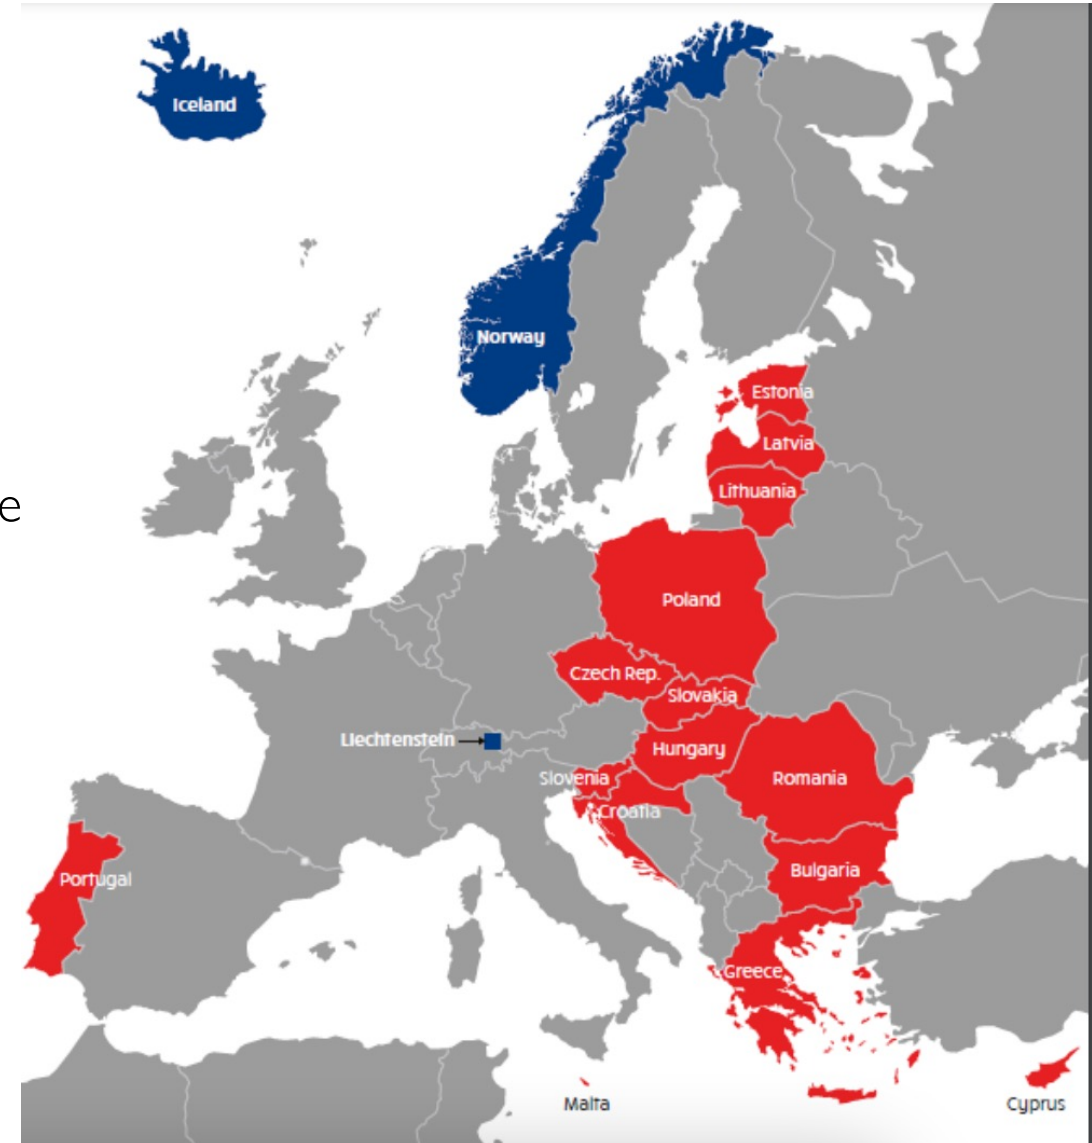 Iceland
Norway
Estonia
Latvia
Lithuania
e
Poland
Czech Rep.
Slovakia
Liechtenstein
Hungary
Slovenia
Romania
Croatia
Bulgaria
Portugal
Greece
Malta
Cyprus